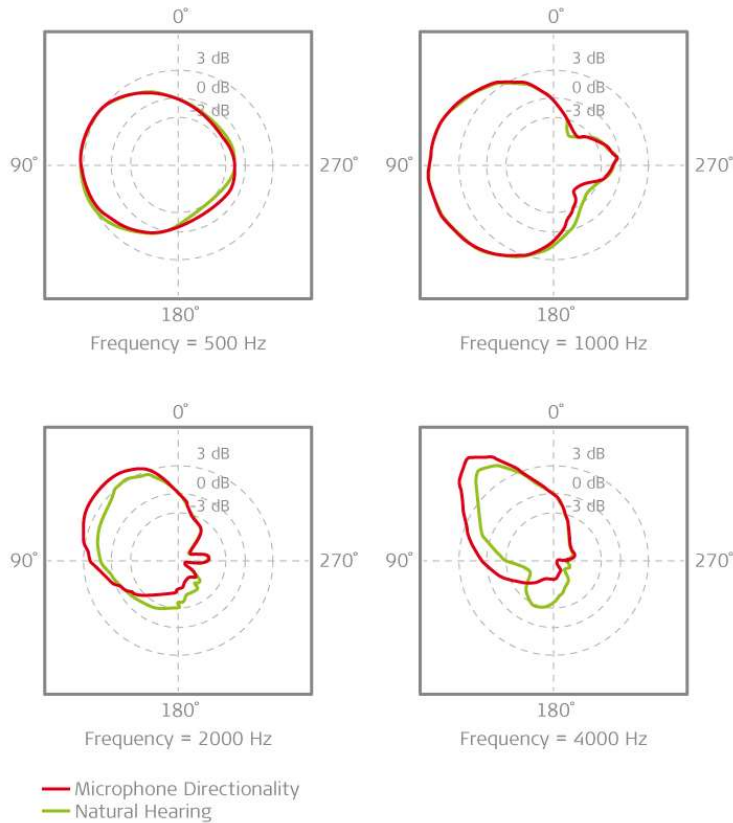 0°
3 dB
0 dB
3 dB
90°
270°
180°
Frequency = 500 Hz
0°
3 dB
0 dB
3 dB
90°
270°
180°
Frequency = 1000 Hz
0°
3 dB
0 dB
3 dB
90°
270°
180°
Frequency = 2000 Hz
0°
3 dB
0 dB
3 dB
90°
270°
180°
Frequency = 4000 Hz
Microphone Directionality
Natural Hearing